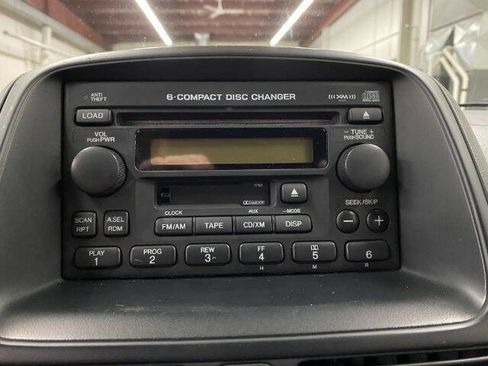 ANTI
THEFT
6-COMPACT DISC CHANGER
XM
LOAD
VOL
PUSH PWR
- TUNE +
PUSH SOUND
SCAN
RPT
A.SEL
RDM
CLOCK
AUX
-MODE
FM/AM
TAPE
CD/XM
DISP
SEEK/SKIP
- +
PLAY
1
PROG
2
REW
3
FF
4
5
6
H
M
R